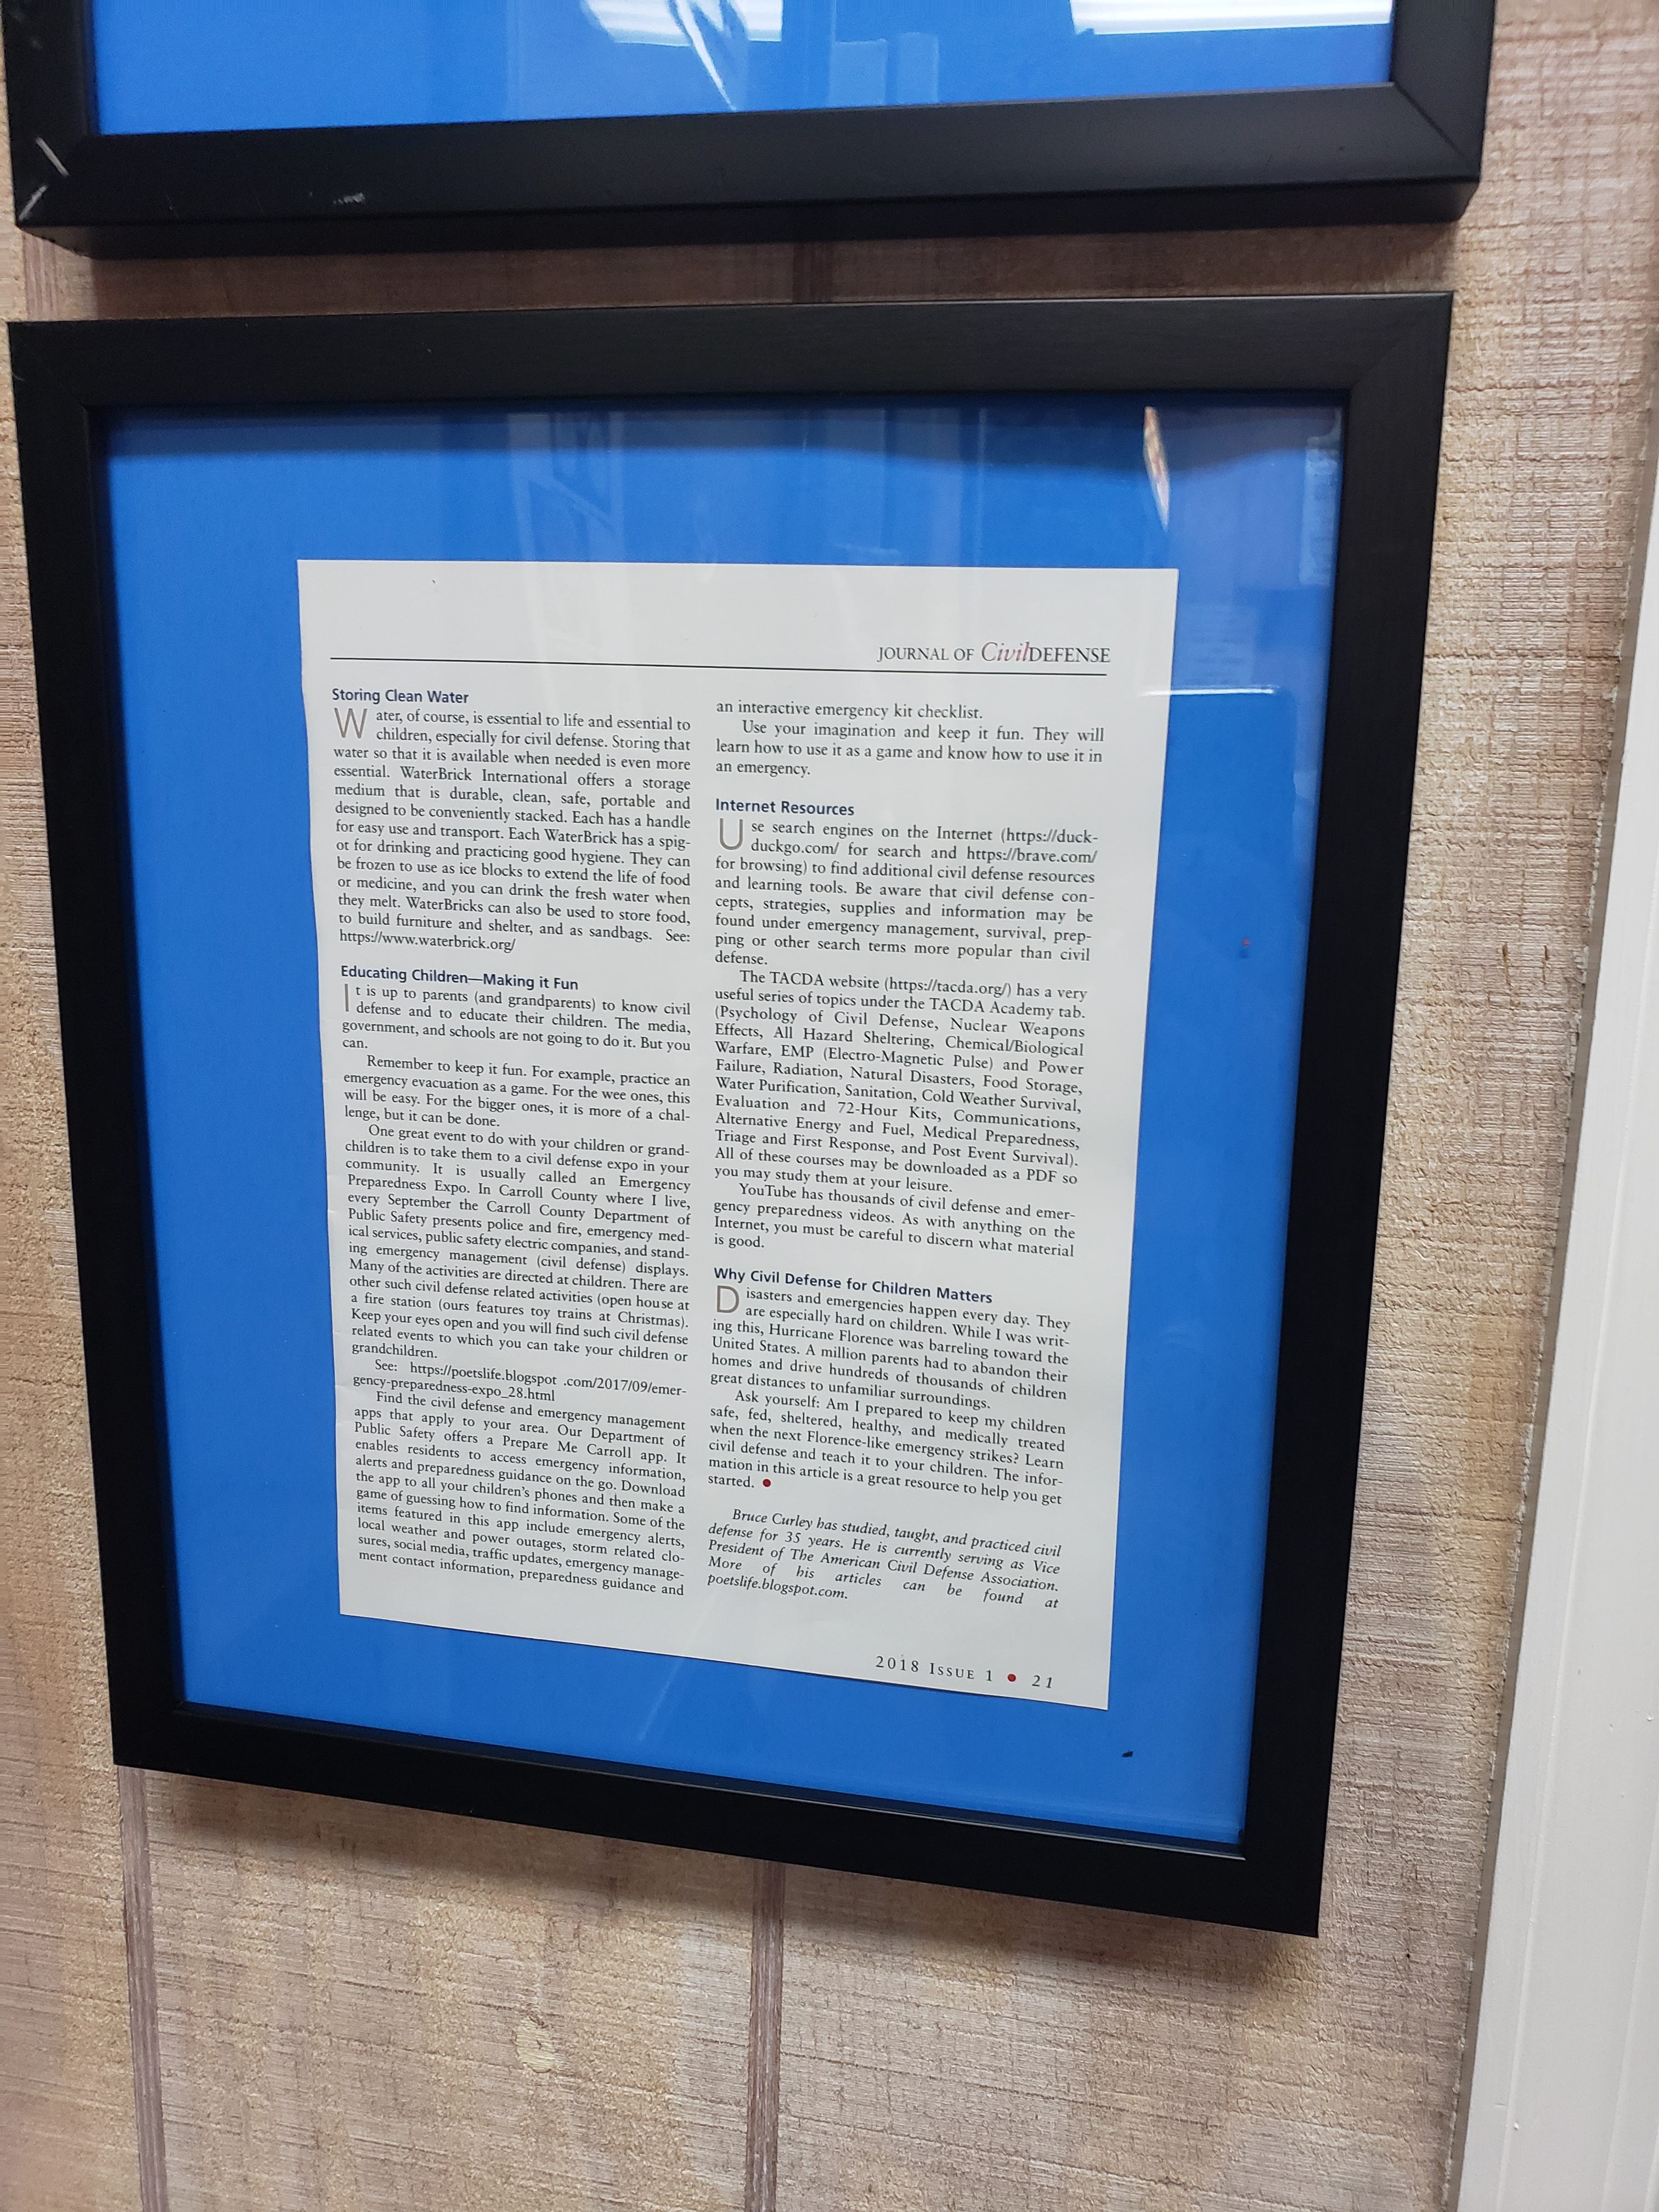 JOURNAL OF CivilDEFENSE
Storing Clean Water
Water, of course, is essential to life and essential to
children, especially for civil defense. Storing that
water so that it is available when needed is even more
essential. WaterBrick International offers a storage
medium that is durable, clean, safe, portable and
designed to be conveniently stacked. Each has a handle
for easy use and transport. Each WaterBrick has a spig-
ot for drinking and practicing good hygiene. They can
be frozen to use as ice blocks to extend the life of food
or medicine, and you can drink the fresh water when
they melt. WaterBricks can also be used to store food,
to build furniture and shelter, and as sandbags. See:
https://www.waterbrick.org/
Educating Children—Making it Fun
It is up to parents (and grandparents) to know civil
defense and to educate their children. The media,
government, and schools are not going to do it. But you
can.
Remember to keep it fun. For example, practice an
emergency evacuation as a game. For the wee ones, this
will be easy. For the bigger ones, it is more of a chal-
lenge, but it can be done.
One great event to do with your children or grand-
children is to take them to a civil defense expo in your
community. It is usually called an Emergency
Preparedness Expo. In Carroll County where I live,
every September the Carroll County Department of
Public Safety presents police and fire, emergency med-
ical services, public safety electric companies, and stand-
ing emergency management (civil defense) displays.
Many of the activities are directed at children. There are
other such civil defense related activities (open house at
a fire station (ours features toy trains at Christmas).
Keep your eyes open and you will find such civil defense
related events to which you can take your children or
grandchildren.
See: https://poetslife.blogspot .com/2017/09/emer-
gency-preparedness-expo_28.html
Find the civil defense and emergency management
apps that apply to your area. Our Department of
Public Safety offers a Prepare Me Carroll app. It
enables residents to access emergency information,
alerts and preparedness guidance on the go. Download
the app to all your children's phones and then make a
game of guessing how to find information. Some of the
items featured in this app include emergency alerts,
local weather and power outages, storm related clo-
sures, social media, traffic updates, emergency manage-
ment contact information, preparedness guidance and
an interactive emergency kit checklist.
Use your imagination and keep it fun. They will
learn how to use it as a game and know how to use it in
an emergency.
Internet Resources
Use search engines on the Internet (https://duck-
duckgo.com/ for search and https://brave.com/
for browsing) to find additional civil defense resources
and learning tools. Be aware that civil defense con-
cepts, strategies, supplies and information may be
found under emergency management, survival, prep-
ping or other search terms more popular than civil
defense.
The TACDA website (https://tacda.org/) has a very
useful series of topics under the TACDA Academy tab.
(Psychology of Civil Defense, Nuclear Weapons
Effects, All Hazard Sheltering, Chemical/Biological
Warfare, EMP (Electro-Magnetic Pulse) and Power
Failure, Radiation, Natural Disasters, Food Storage,
Water Purification, Sanitation, Cold Weather Survival,
Evaluation and 72-Hour Kits, Communications,
Alternative Energy and Fuel, Medical Preparedness,
Triage and First Response, and Post Event Survival).
All of these courses may be downloaded as a PDF so
you may study them at your leisure.
YouTube has thousands of civil defense and emer-
gency preparedness videos. As with anything on the
Internet, you must be careful to discern what material
is good.
Why Civil Defense for Children Matters
Disasters and emergencies happen every day. They
are especially hard on children. While I was writ-
ing this, Hurricane Florence was barreling toward the
United States. A million parents had to abandon their
homes and drive hundreds of thousands of children
great distances to unfamiliar surroundings.
Ask yourself: Am I prepared to keep my children
safe, fed, sheltered, healthy, and medically treated
when the next Florence-like emergency strikes? Learn
civil defense and teach it to your children. The infor-
mation in this article is a great resource to help you get
started. •
Bruce Curley has studied, taught, and practiced civil
defense for 35 years. He is currently serving as Vice
President of The American Civil Defense Association.
More of his articles can be found at
poetslife.blogspot.com.
2018 ISSUE 1 • 21